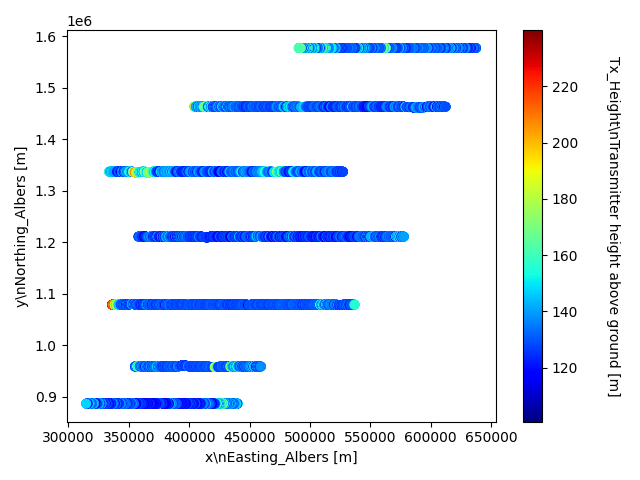 1e6
1.6
1.5
1.4
1.3
1.2
1.1
1.0
0.9
y\nNorthing_Albers [m]
300000 350000 400000 450000 500000 550000 600000 650000
x\nEasting_Albers [m]
220
200
180
160
140
120
Tx_Height\nTransmitter height above ground [m]